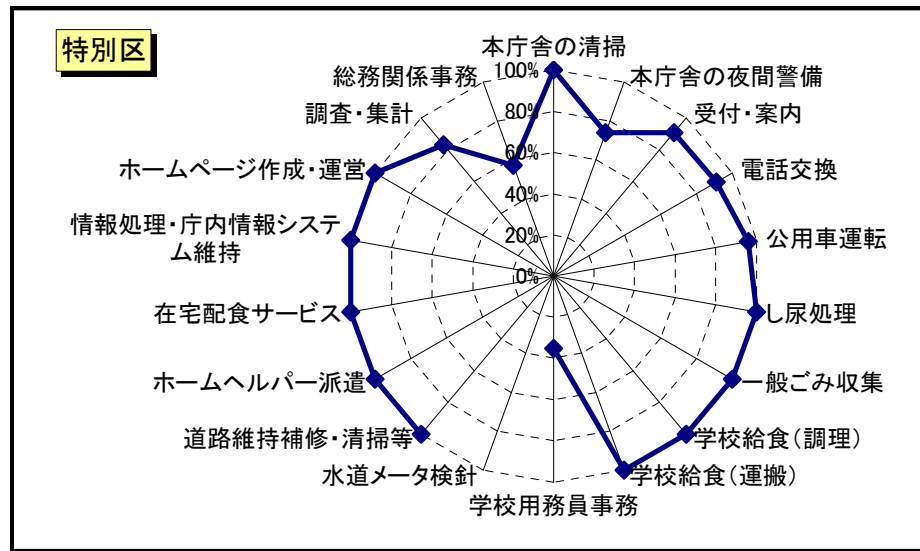 特別区
本庁舎の清掃
本庁舎の夜間警備
受付・案内
電話交換
公用車運転
し尿処理
一般ごみ収集
学校給食(調理)
学校給食(運搬)
学校用務員事務
水道メータ検針
道路維持補修・清掃等
ホームヘルパー派遣
在宅配食サービス
情報処理・庁内情報システ
ム維持
ホームページ作成・運営
調査・集計
総務関係事務
100%
80%
60%
40%
20%
0%